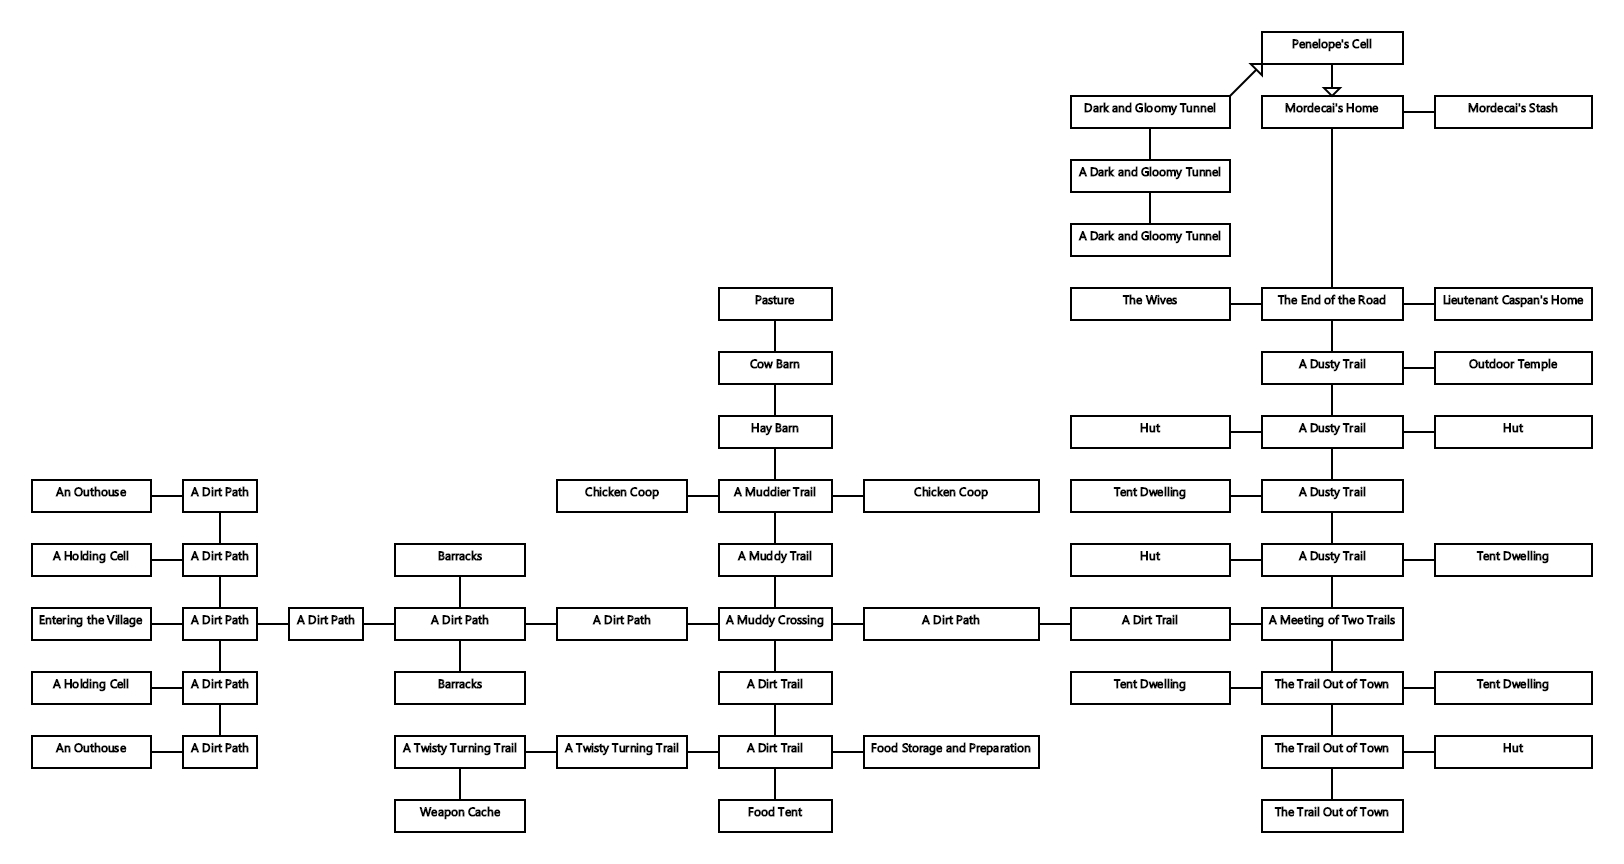 Penelope's Cell
Dark and Gloomy Tunnel
Mordecai's Home
Mordecai's Stash
A Dark and Gloomy Tunnel
A Dark and Gloomy Tunnel
Pasture
The Wives
The End of the Road
Lieutenant Caspan's Home
Cow Barn
A Dusty Trail
Outdoor Temple
Hay Barn
Hut
A Dusty Trail
Hut
An Outhouse
A Dirt Path
Chicken Coop
A Muddier Trail
Chicken Coop
Tent Dwelling
A Dusty Trail
A Holding Cell
A Dirt Path
Barracks
A Muddy Trail
Hut
A Dusty Trail
Tent Dwelling
Entering the Village
A Dirt Path
A Dirt Path
A Dirt Path
A Dirt Path
A Muddy Crossing
A Dirt Path
A Dirt Trail
A Meeting of Two Trails
A Holding Cell
A Dirt Path
Barracks
A Dirt Trail
Tent Dwelling
The Trail Out of Town
Tent Dwelling
An Outhouse
A Dirt Path
A Twisty Turning Trail
A Twisty Turning Trail
A Dirt Trail
Food Storage and Preparation
The Trail Out of Town
Hut
Weapon Cache
Food Tent
The Trail Out of Town